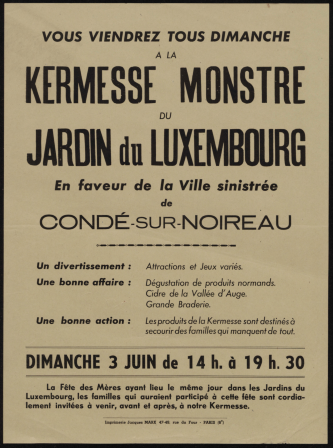 VOUS VIENDREZ TOUS DIMANCHE
A LA
KERMESSE MONSTRE
DU
JARDIN du LUXEMBOURG
En faveur de la Ville sinistrée
de
CONDÉ-SUR-NOIREAU
Un divertissement : Attractions et Jeux variés.
Une bonne affaire : Dégustation de produits normands.
Cidre de la Vallée d'Auge.
Grande Braderie.
Une bonne action : Les produits de la Kermesse sont destinés à
secourir des familles qui manquent de tout.
DIMANCHE 3 JUIN de 14 h. à 19 h. 30
La Fête des Mères ayant lieu le même jour dans les Jardins du
Luxembourg, les familles qui auraient participé à cette fête sont cordia-
lement invitées à venir, avant et après, à notre Kermesse.
Imprimerie Jacques MARX rue du Four - PARIS